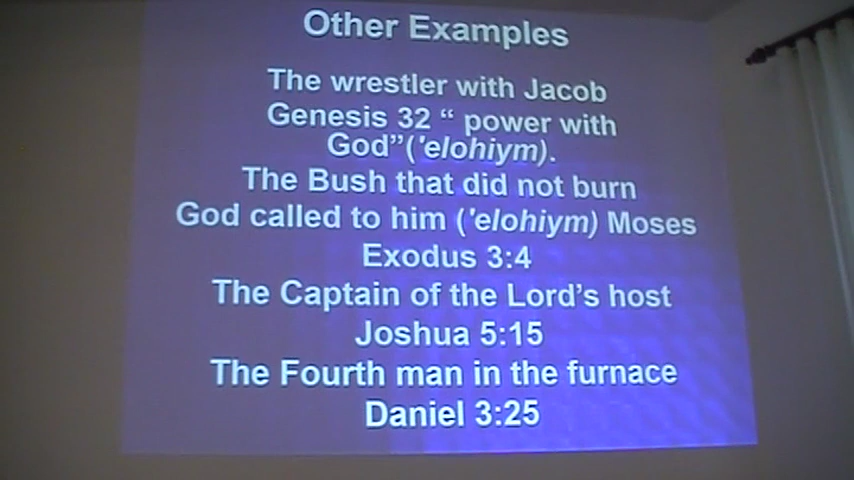 Other Examples
The wrestler with Jacob
Genesis 32 “ power with
God”('elohiym).
The Bush that did not burn
God called to him ('elohiym) Moses
Exodus 3:4
The Captain of the Lord’s host
Joshua 5:15
The Fourth man in the furnace
Daniel 3:25